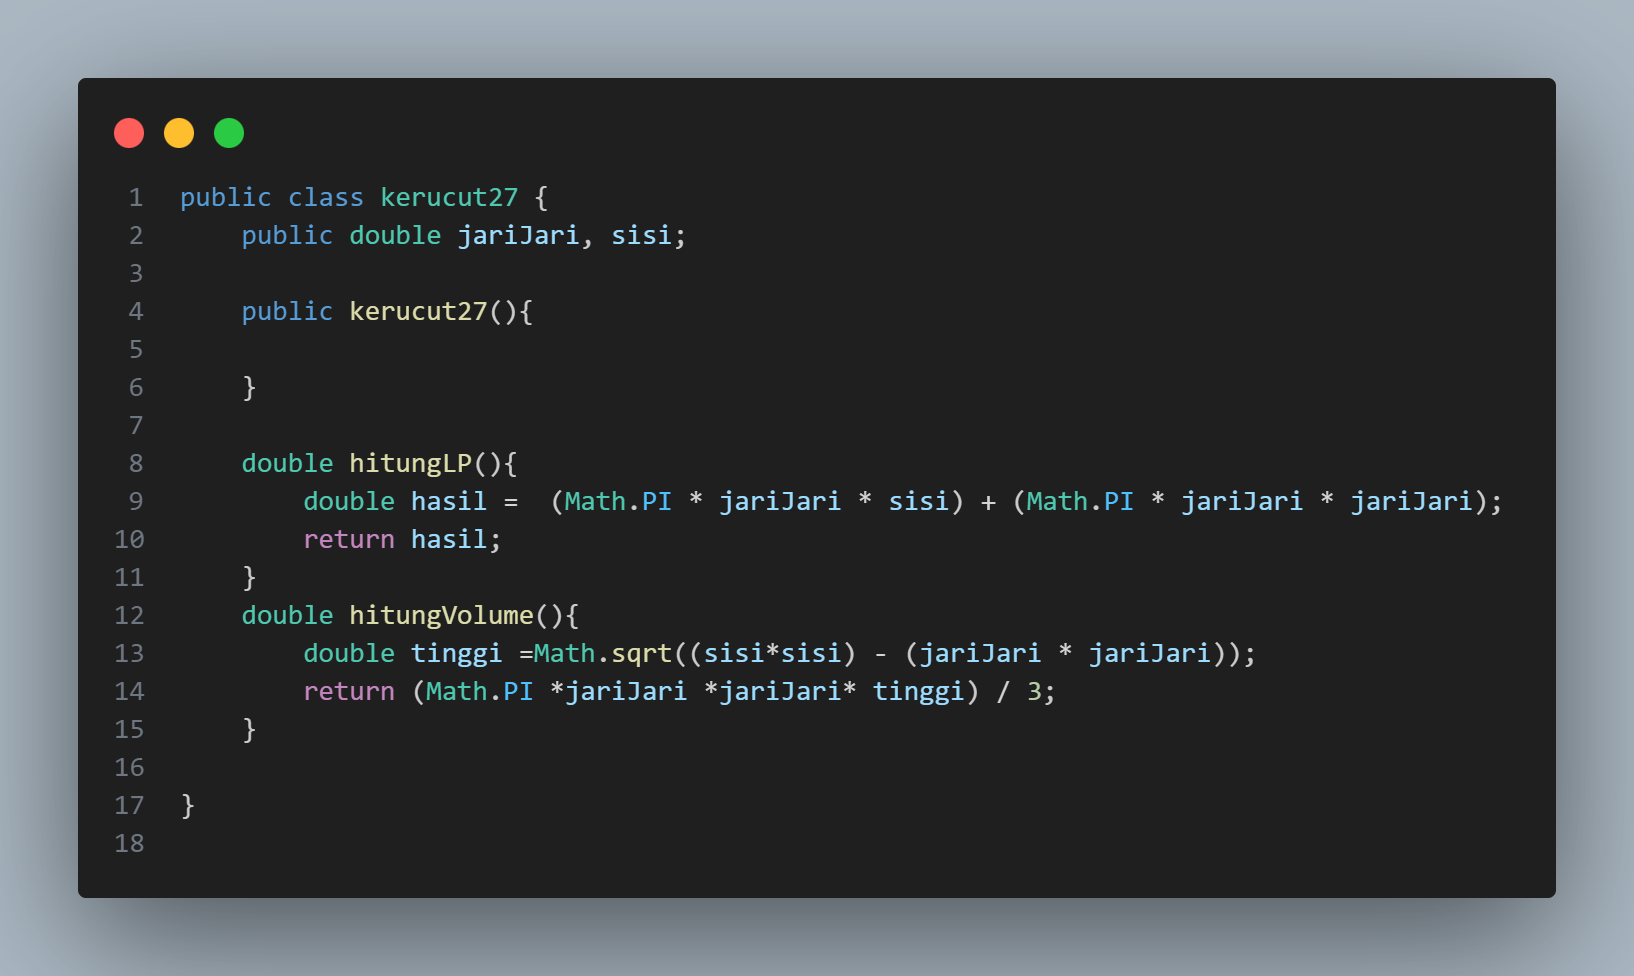 1 public class kerucut27 {
2     public double jariJari, sisi;
3
4     public kerucut27(){
5
6     }
7
8     double hitungLP(){
9         double hasil =  (Math.PI * jariJari * sisi) + (Math.PI * jariJari * jariJari);
10         return hasil;
11     }
12     double hitungVolume(){
13         double tinggi =Math.sqrt((sisi*sisi) - (jariJari * jariJari));
14         return (Math.PI *jariJari *jariJari* tinggi) / 3;
15     }
16
17 }
18